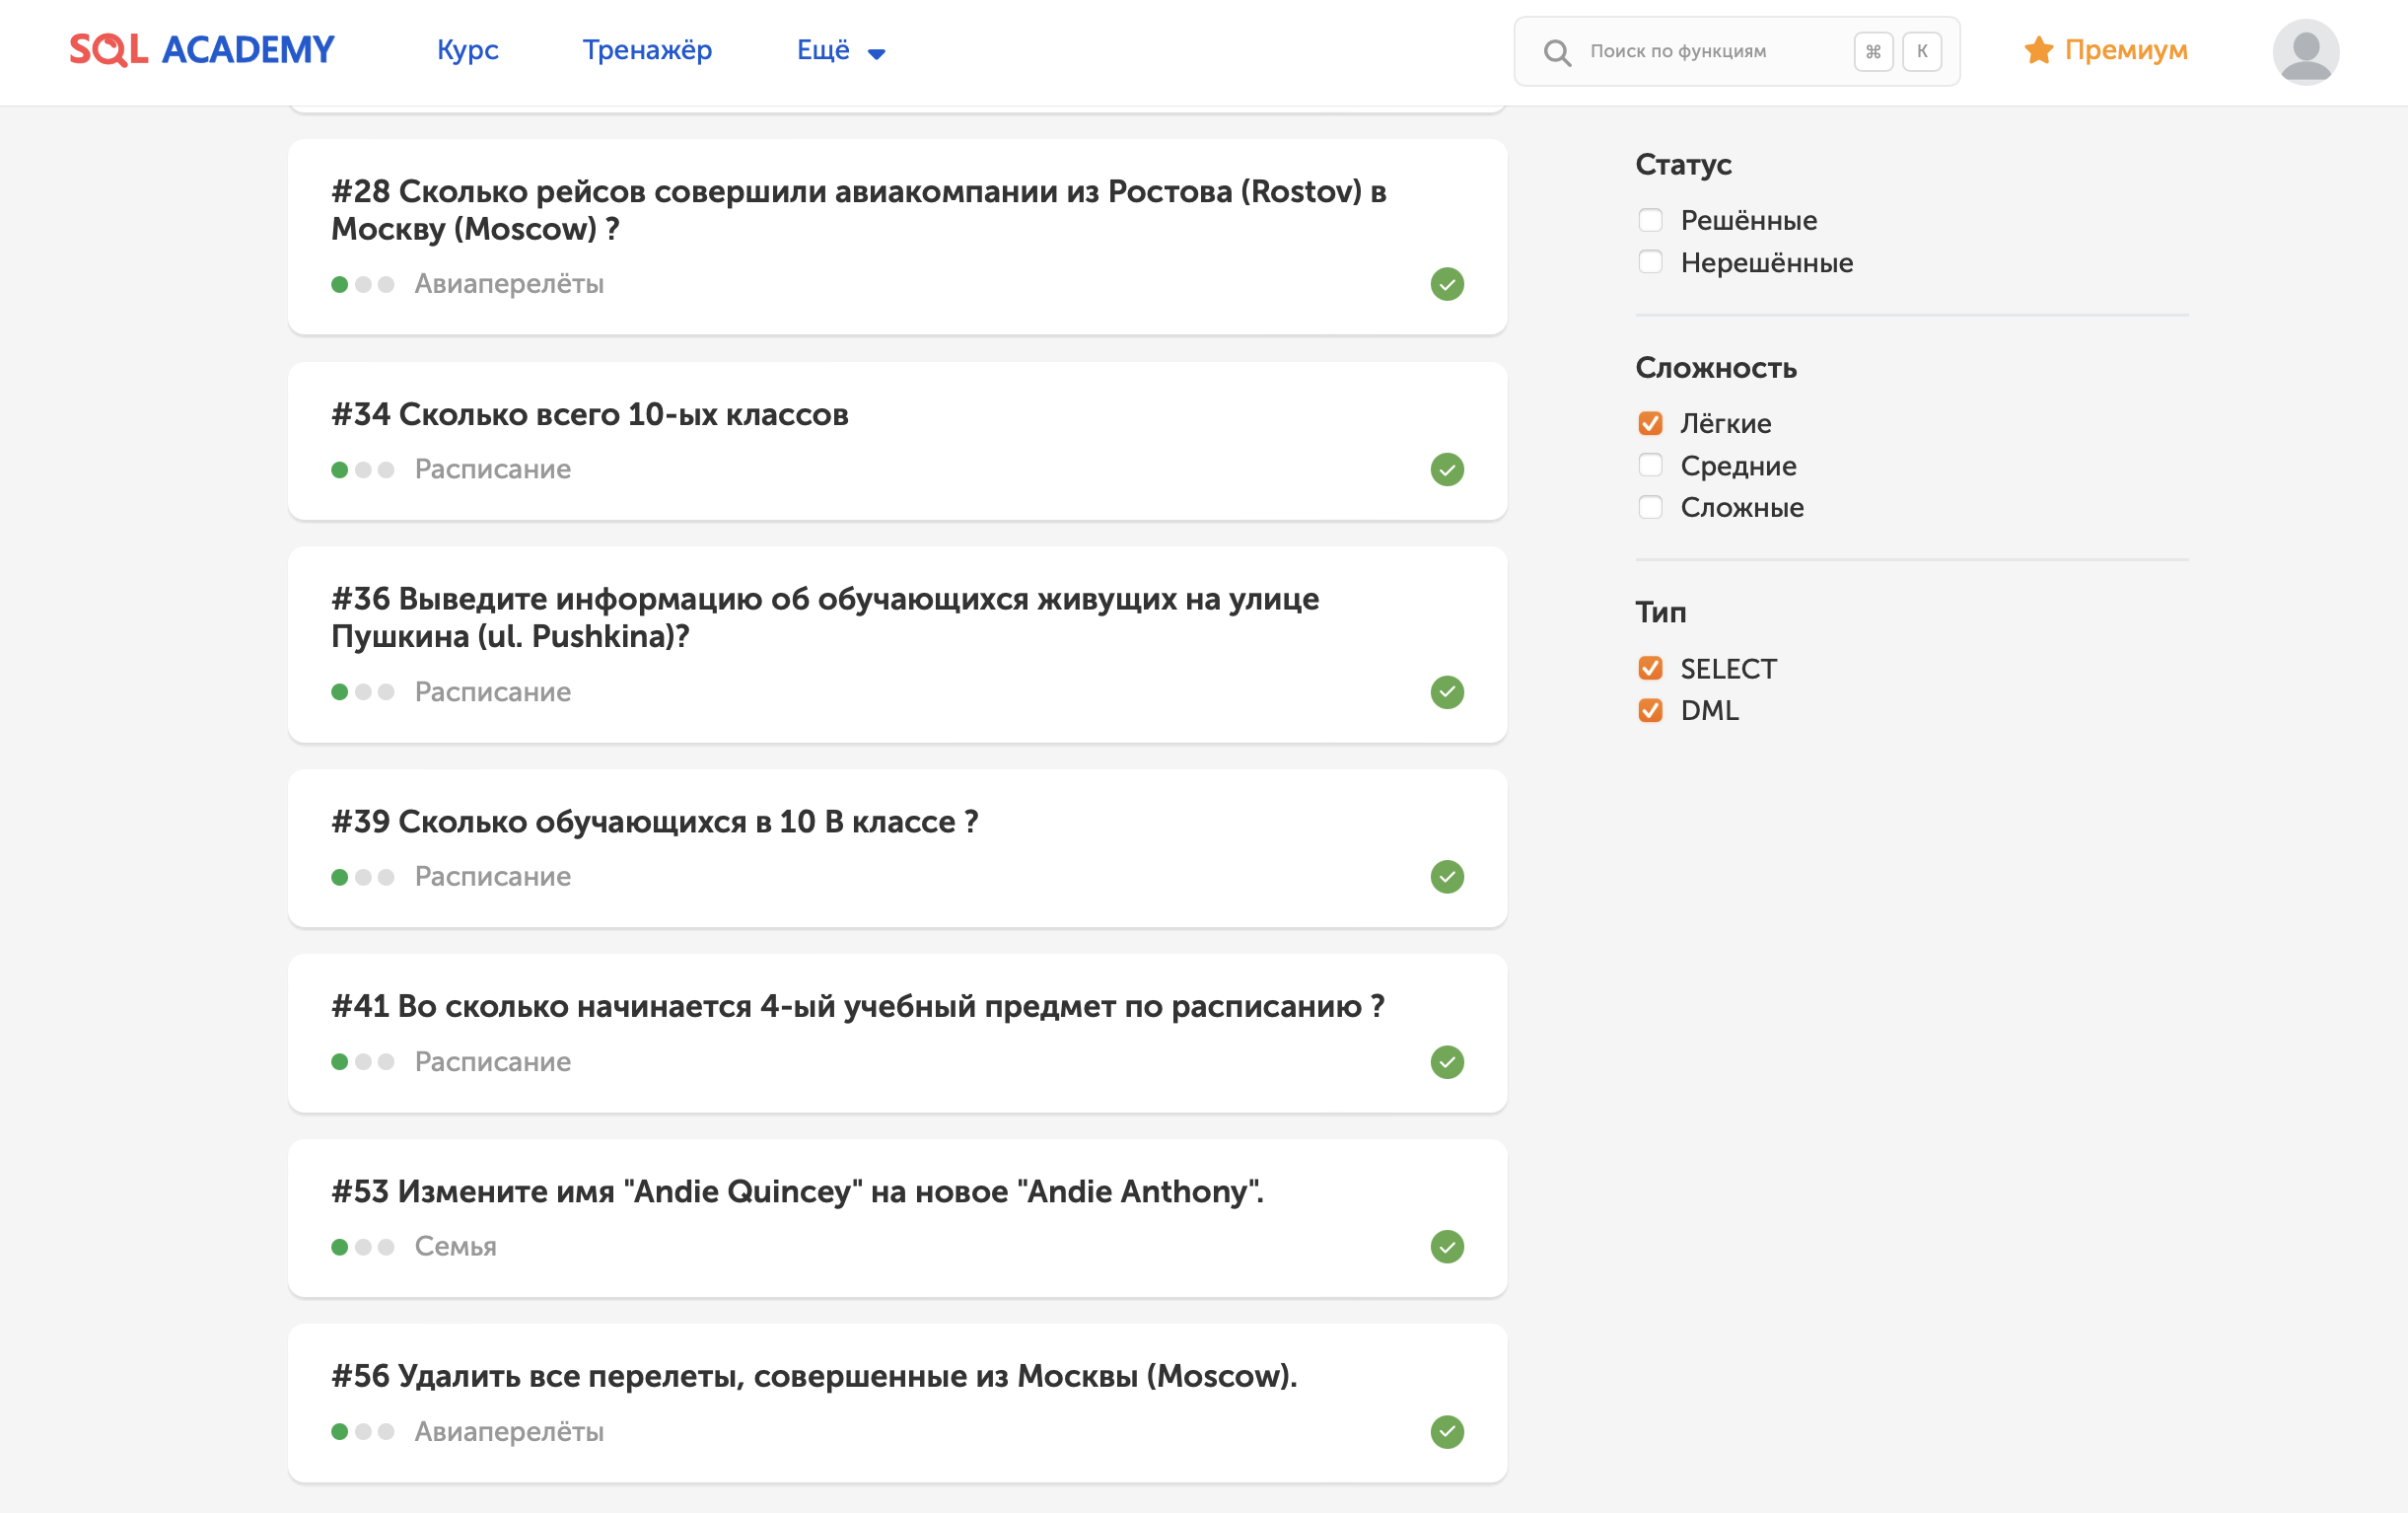 SQL ACADEMY
Курс
Тренажёр
Ещё
Поиск по функциям
⌘
K
Премиум
#28 Сколько рейсов совершили авиакомпании из Ростова (Rostov) в
Москву (Moscow) ?
Авиаперелёты
#34 Сколько всего 10-ых классов
Расписание
#36 Выведите информацию об обучающихся живущих на улице
Пушкина (ul. Pushkina)?
Расписание
#39 Сколько обучающихся в 10 B классе ?
Расписание
#41 Во сколько начинается 4-ый учебный предмет по расписанию ?
Расписание
#53 Измените имя "Andie Quincey" на новое "Andie Anthony".
Семья
#56 Удалить все перелеты, совершенные из Москвы (Moscow).
Авиаперелёты
Статус
Решённые
Нерешённые
Сложность
Лёгкие
Средние
Сложные
Тип
SELECT
DML